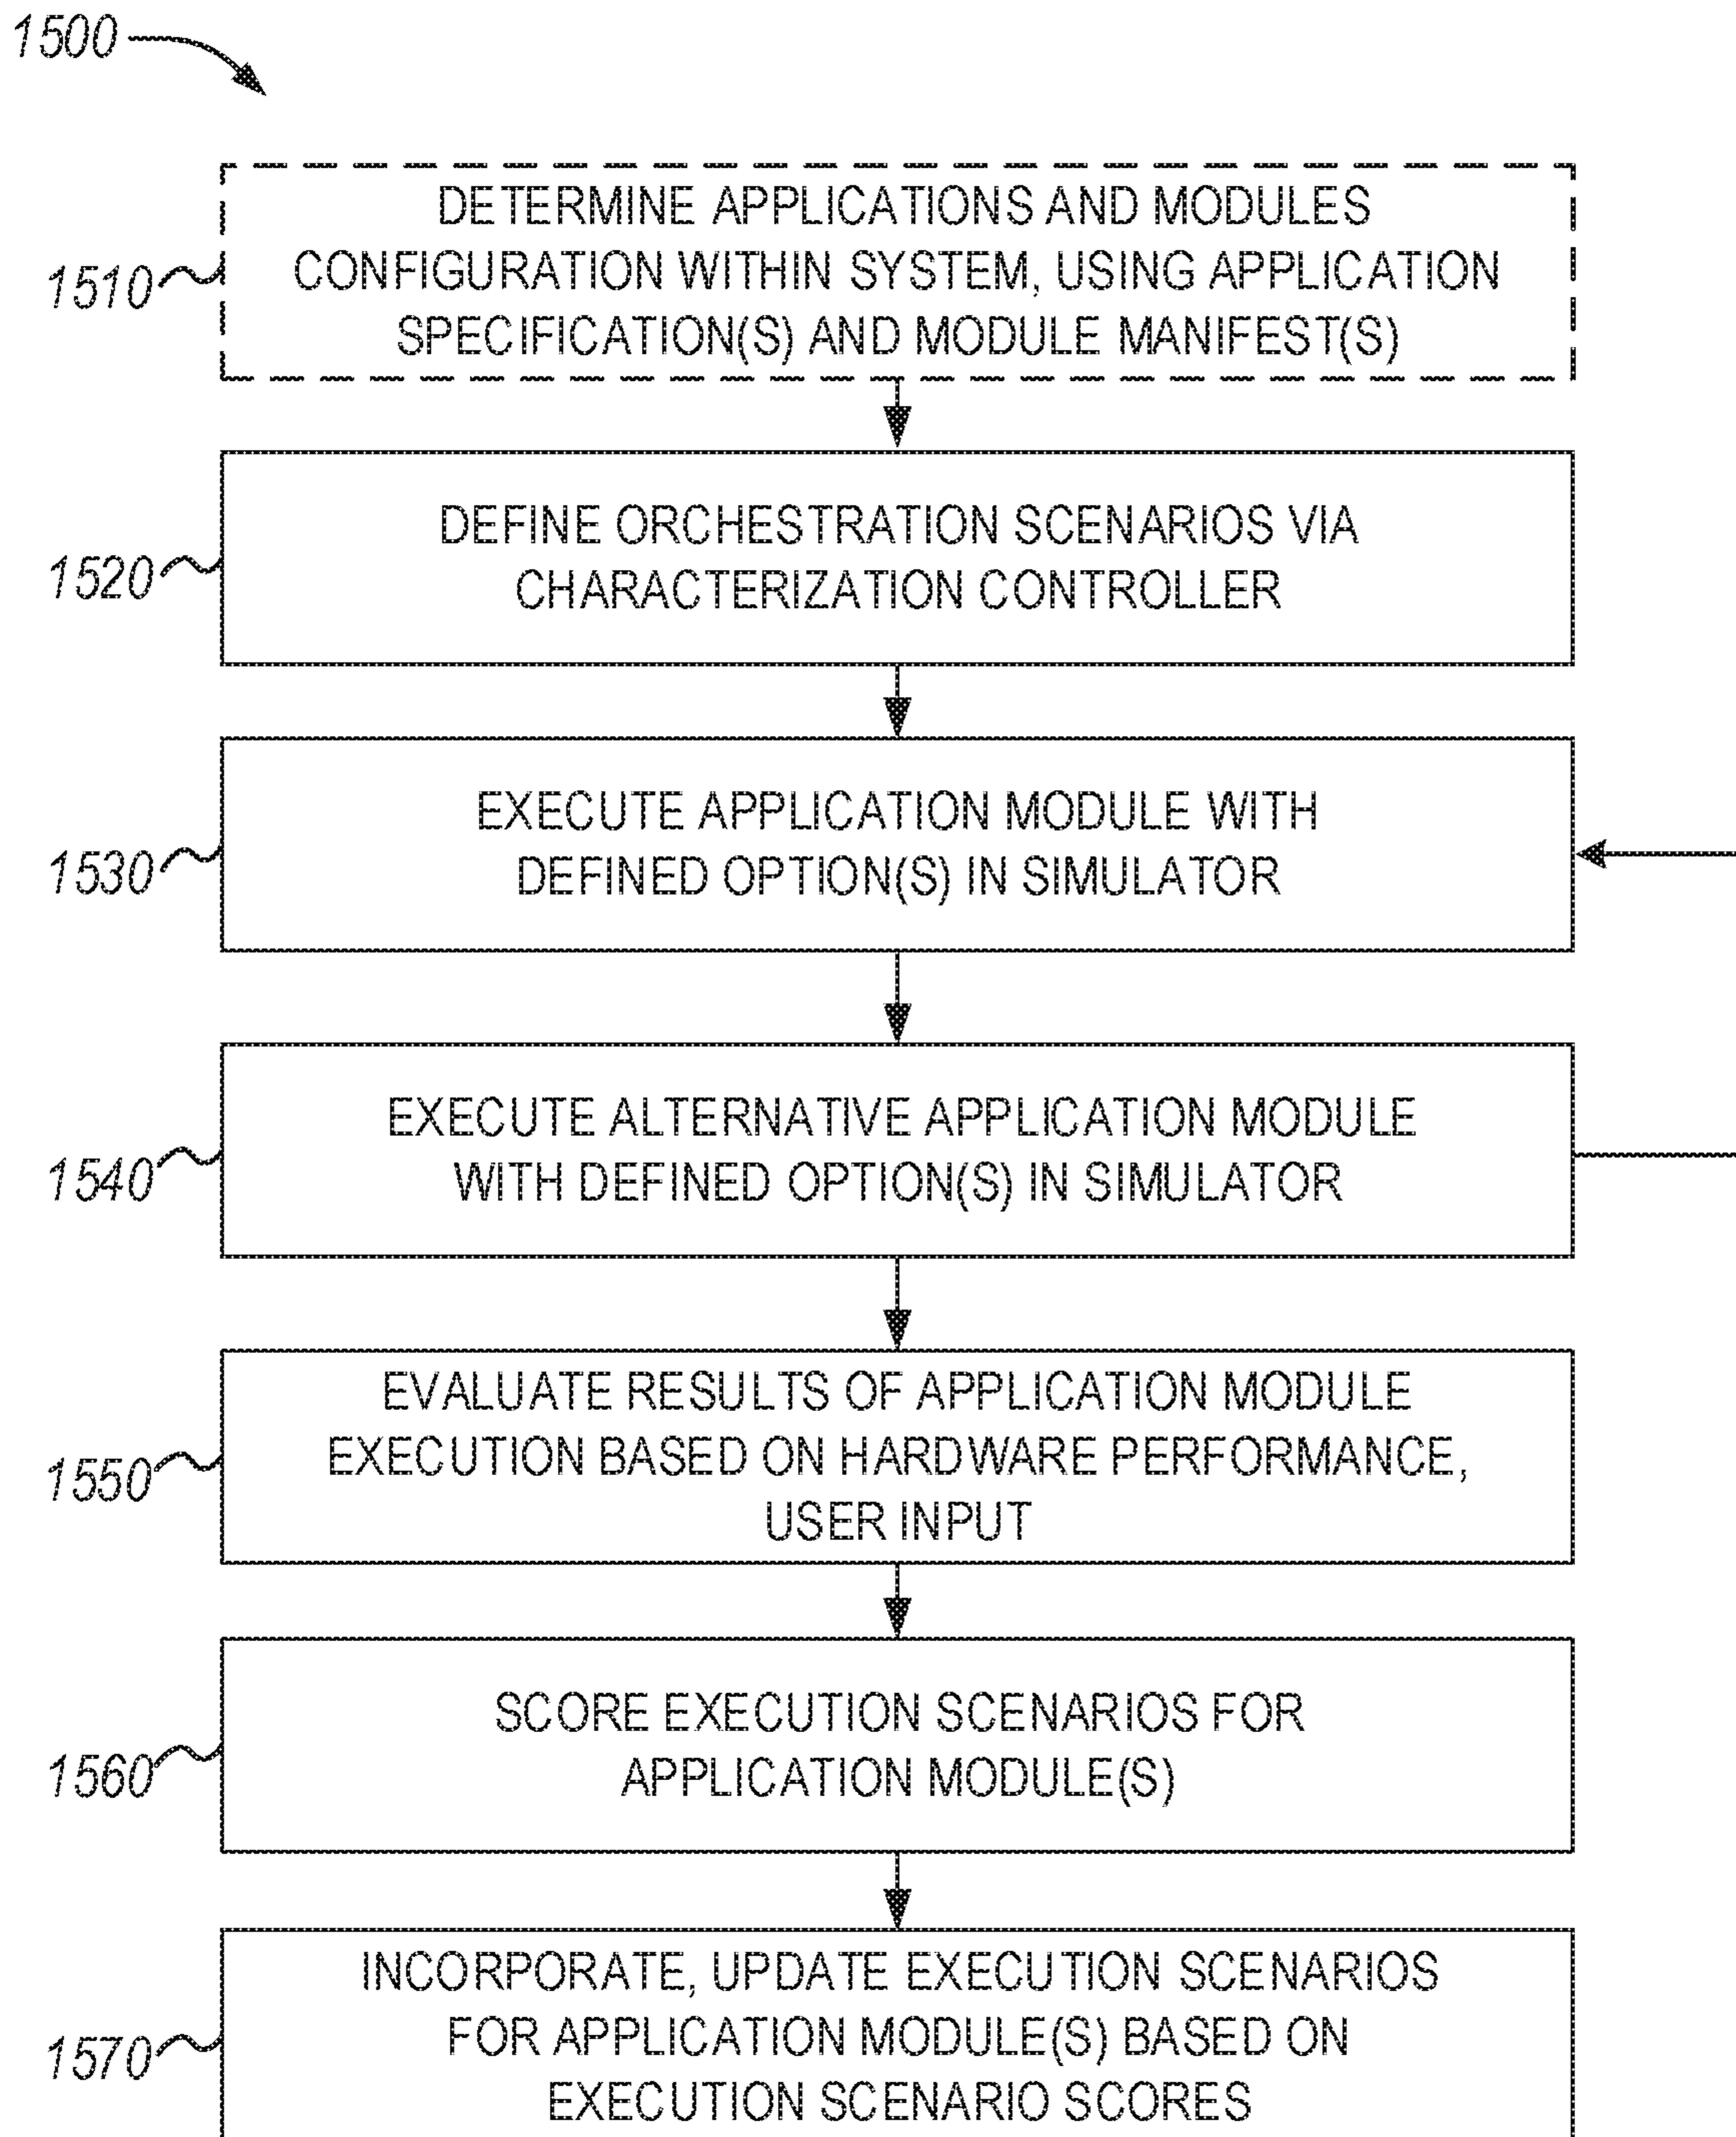 1500
DETERMINE APPLICATIONS AND MODULES
CONFIGURATION WITHIN SYSTEM, USING APPLICATION
SPECIFICATION(S) AND MODULE MANIFEST(S)
1510
DEFINE ORCHESTRATION SCENARIOS VIA
CHARACTERIZATION CONTROLLER
1520
EXECUTE APPLICATION MODULE WITH
DEFINED OPTION(S) IN SIMULATOR
1530
EXECUTE ALTERNATIVE APPLICATION MODULE
WITH DEFINED OPTION(S) IN SIMULATOR
1540
EVALUATE RESULTS OF APPLICATION MODULE
EXECUTION BASED ON HARDWARE PERFORMANCE,
USER INPUT
1550
SCORE EXECUTION SCENARIOS FOR
APPLICATION MODULE(S)
1560
INCORPORATE, UPDATE EXECUTION SCENARIOS
FOR APPLICATION MODULE(S) BASED ON
EXECUTION SCENARIO SCORES
1570